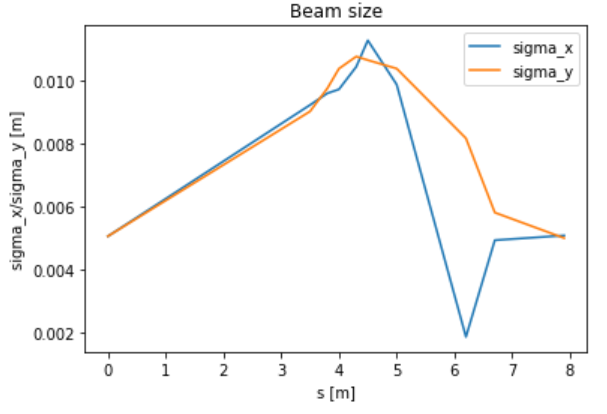 Beam size
sigma_x
sigma_y
sigma_x/sigma_y [m]
0.010
0.008
0.006
0.004
0.002
0 1 2 3 4 5 6 7 8
s [m]